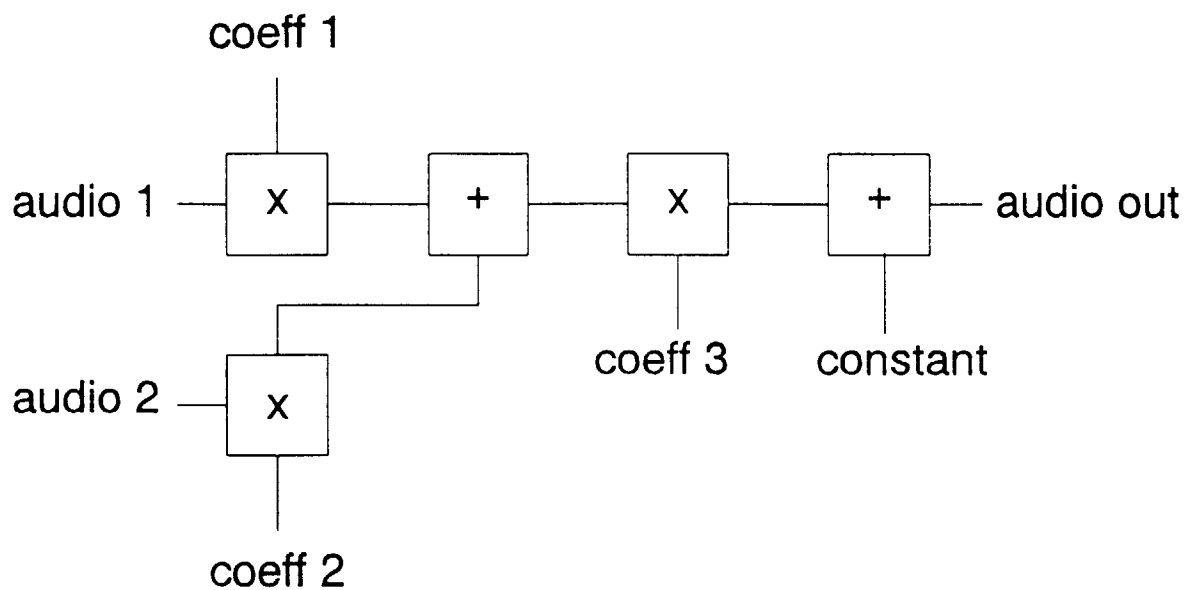 coeff 1
audio 1
x
+
x
+
audio out
coeff 3
constant
audio 2
x
coeff 2